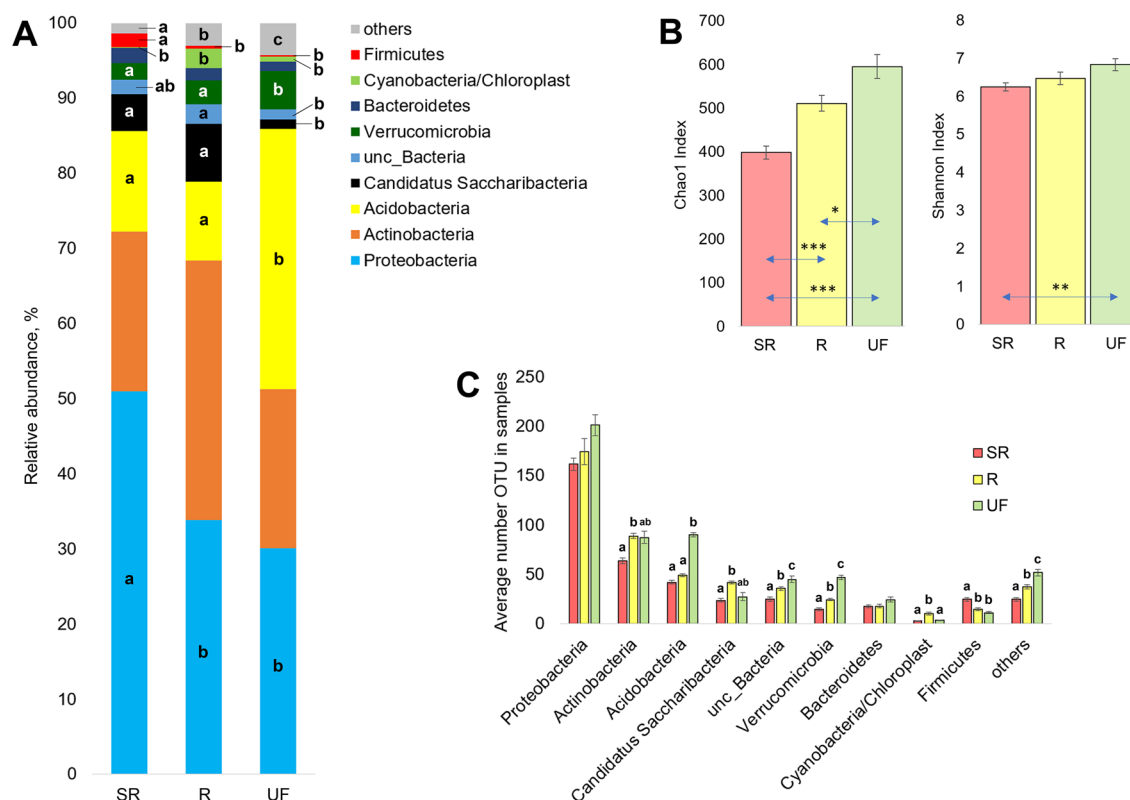 A
Relative abundance, %
100
90
80
70
60
50
40
30
20
10
0
a
a
b
a
ab
a
a
a
b
b
b
a
a
a
a
b
c
b
b
b
b
b
b
b
SR
R
UF
others
Firmicutes
Cyanobacteria/Chloroplast
Bacteroidetes
Verrucomicrobia
unc_Bacteria
Candidatus Saccharibacteria
Acidobacteria
Actinobacteria
Proteobacteria
B
Chao1 Index
700
600
500
400
300
200
100
0
*
***
***
SR
R
UF
Shannon Index
8
7
6
5
4
3
2
1
0
**
SR
R
UF
C
Average number OTU in samples
250
200
150
100
50
0
SR
R
UF
a b ab
a a b
a b ab
a b c
a b c
a b a
a b b
a b c
Proteobacteria
Actinobacteria
Acidobacteria
Candidatus Saccharibacteria
unc_Bacteria
Verrucomicrobia
Bacteroidetes
Cyanobacteria/Chloroplast
Firmicutes
others